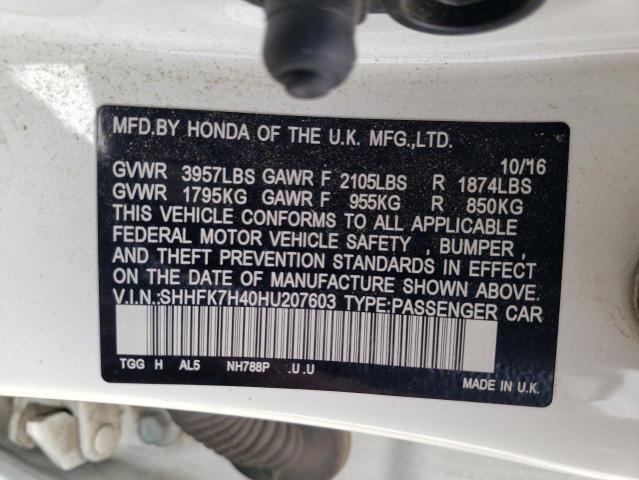 MFD.BY HONDA OF THE U.K. MFG.,LTD.
10/16
GVWR 3957LBS GAWR F 2105LBS R 1874LBS
GVWR 1795KG GAWR F 955KG R 850KG
THIS VEHICLE CONFORMS TO ALL APPLICABLE
FEDERAL MOTOR VEHICLE SAFETY , BUMPER ,
AND THEFT PREVENTION STANDARDS IN EFFECT
ON THE DATE OF MANUFACTURE SHOWN ABOVE.
V.I.N.:SHHFK7H40HU207603 TYPE:PASSENGER CAR
TGG H AL5 NH788P .U.U
MADE IN U.K.